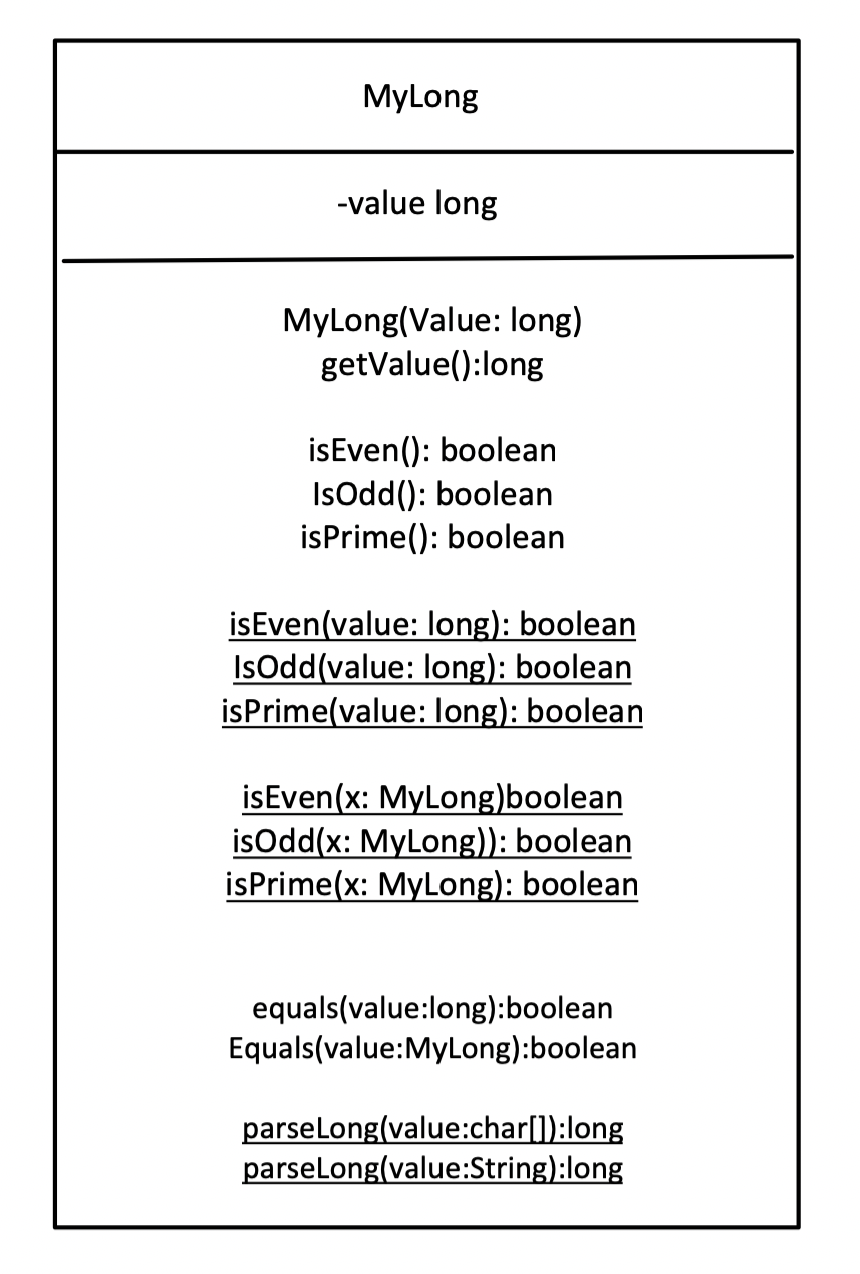 MyLong
-value long
MyLong(Value: long)
getValue():long
isEven(): boolean
IsOdd(): boolean
isPrime(): boolean
isEven(value: long): boolean
IsOdd(value: long): boolean
isPrime(value: long): boolean
isEven(x: MyLong)boolean
isOdd(x: MyLong)): boolean
isPrime(x: MyLong): boolean
equals(value:long):boolean
Equals(value:MyLong):boolean
parseLong(value:char[]):long
parseLong(value:String):long